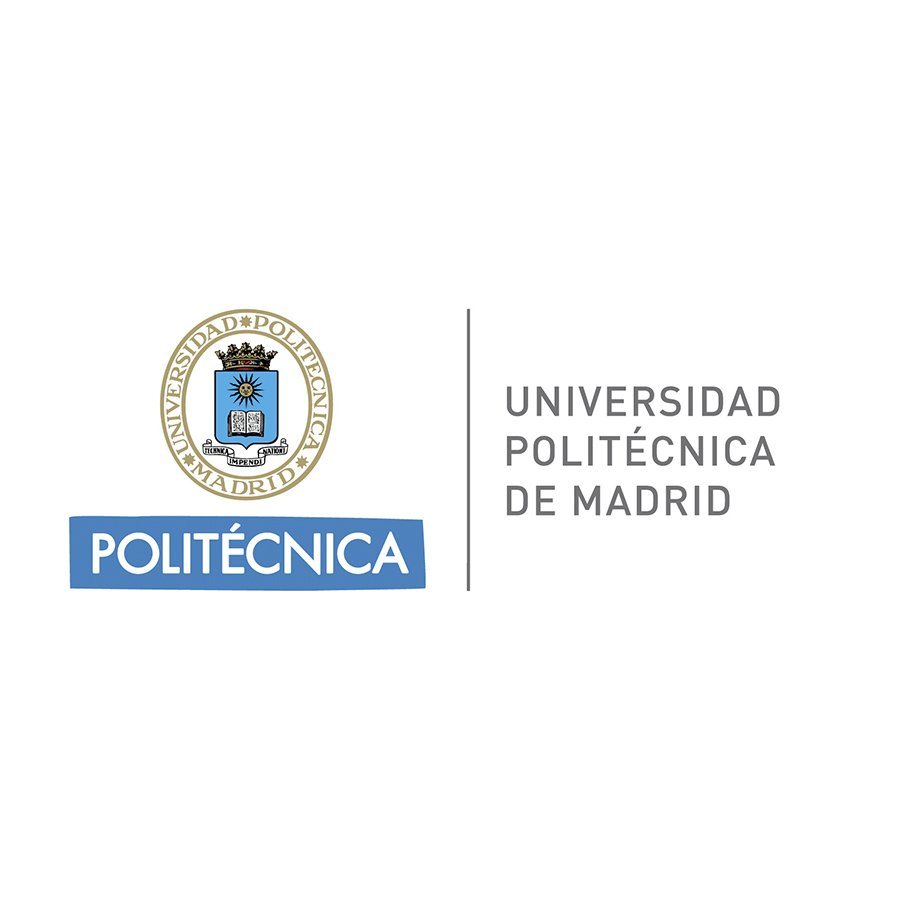 UNIVERSIDAD POLITECNICA
MADRID
TECHNICA IMPENDI NATIONI
POLITÉCNICA
UNIVERSIDAD
POLITÉCNICA
DE MADRID